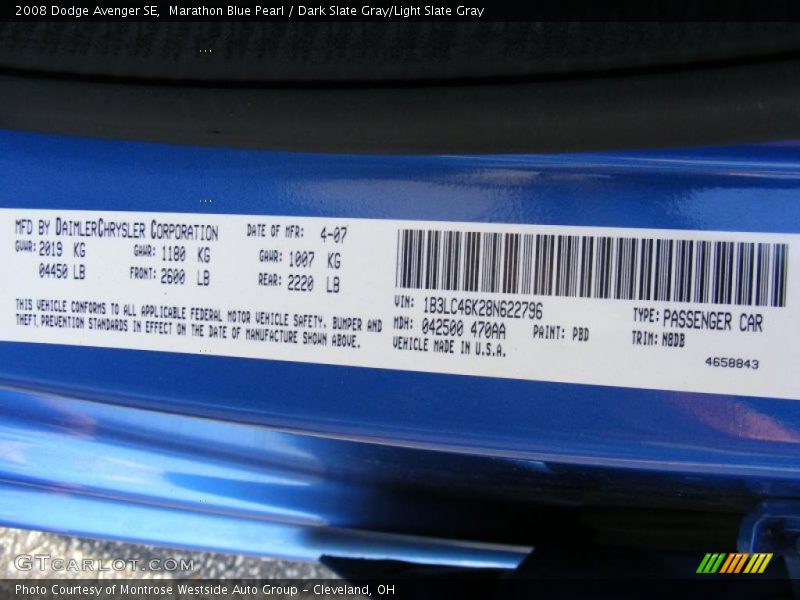 2008 Dodge Avenger SE, Marathon Blue Pearl / Dark Slate Gray/Light Slate Gray
MFD BY DAIMLERCHRYSLER CORPORATION DATE OF MFR: 4-07
GVWR: 2019 KG GAWR: 1180 KG GAWR: 1007 KG
04450 LB FRONT: 2600 LB REAR: 2220 LB
THIS VEHICLE CONFORMS TO ALL APPLICABLE FEDERAL MOTOR VEHICLE SAFETY, BUMPER AND
THEFT PREVENTION STANDARDS IN EFFECT ON THE DATE OF MANUFACTURE SHOWN ABOVE.
VIN: 1B3LC46K28N622796 TYPE: PASSENGER CAR
MDH: 042500 470AA PAINT: PBD TRIM: N8DB
VEHICLE MADE IN U.S.A.
4658843
GTCarLot.com
Photo Courtesy of Montrose Westside Auto Group - Cleveland, OH